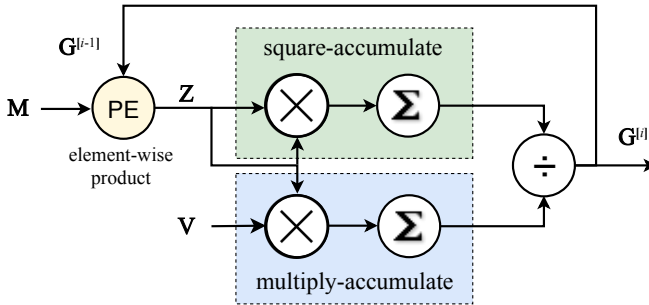 G[i-1]
square-accumulate
M
PE
Z
Σ
element-wise
product
÷
G[i]
V
Σ
multiply-accumulate